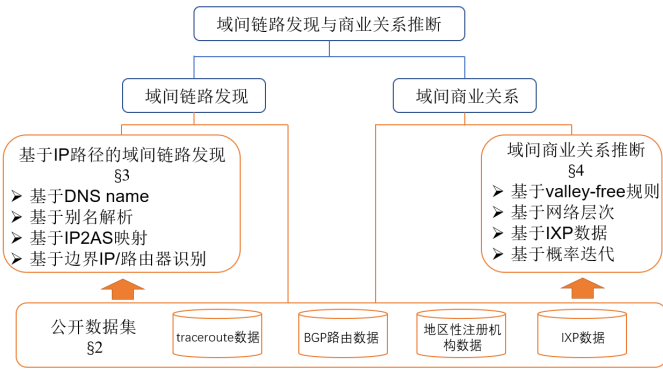 域间链路发现与商业关系推断
域间链路发现
域间商业关系
基于IP路径的域间链路发现
§3
➢ 基于DNS name
➢ 基于别名解析
➢ 基于IP2AS映射
➢ 基于边界IP/路由器识别
域间商业关系推断
§4
➢ 基于valley-free规则
➢ 基于网络层次
➢ 基于IXP数据
➢ 基于概率迭代
公开数据集
§2
traceroute数据
BGP路由数据
地区性注册机
构数据
IXP数据